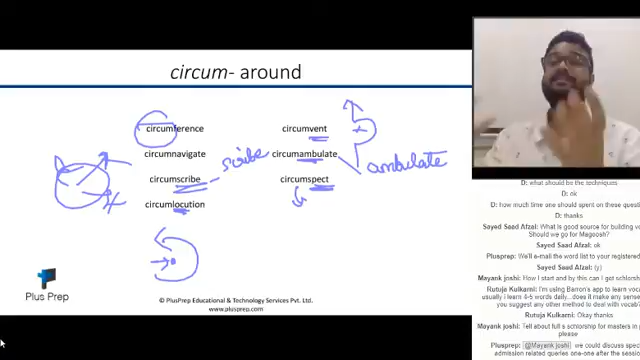 circum- around
circumference
circumnavigate
circumscribe
circumlocution
circumvent
circumambulate
circumspect
scribe
ambulate
Plus Prep
© PlusPrep Educational & Technology Services Pvt. Ltd.
www.plusprep.com
D: what should be the techniques
D: ok
D: how much time one should spent on these quest
D: thanks
Sayed Saad Afzal: What is good source for building vo
Should we go for Magoosh?
Sayed Saad Afzal: ok
Plusprep: We'll e-mail the word list to your registered
Sayed Saad Afzal: (y)
Mayank joshi: How I start and by this can I get schlorsh
Rutuja Kulkarni: I'm using Barron's app to learn voc
usually i learn 4-5 words daily...does it make any sense
you suggest any other method to deal with vocab?
Rutuja Kulkarni: Okay thanks
Mayank joshi: Tell about full s schlorship for masters in
please
Plusprep: @Mayank joshi we could discuss spec
admission related queries one-one after the sessi